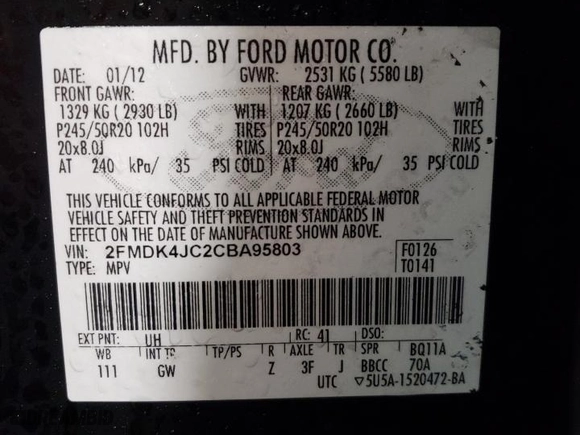 MFD. BY FORD MOTOR CO.
DATE: 01/12 GVWR: 2531 KG ( 5580 LB)
FRONT GAWR: REAR GAWR:
1329 KG ( 2930 LB) WITH 1207 KG ( 2660 LB) WITH
P245/50R20 102H TIRES P245/50R20 102H TIRES
20x8.0J RIMS 20x8.0J RIMS
AT 240 kPa/ 35 PSI COLD AT 240 kPa/ 35 PSI COLD
THIS VEHICLE CONFORMS TO ALL APPLICABLE FEDERAL MOTOR
VEHICLE SAFETY AND THEFT PREVENTION STANDARDS IN
EFFECT ON THE DATE OF MANUFACTURE SHOWN ABOVE.
VIN: 2FMDK4JC2CBA95803 F0126
TYPE: MPV T0141
EXT PNT: UH RC: 41 DSO:
WB INT TR TP/PS R AXLE TR SPR BQ11A
111 GW Z 3F J BBCC 70A
UTC 5U5A-1520472-BA